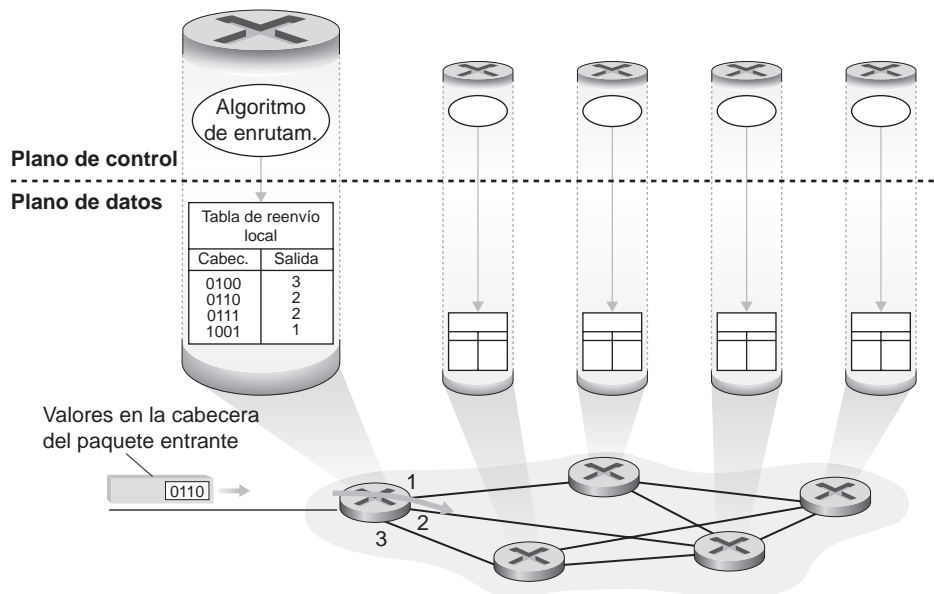 Algoritmo
de enrutam.
Plano de control
Plano de datos
Tabla de reenvío
local
Cabec. Salida
0100 3
0110 2
0111 2
1001 1
Valores en la cabecera
del paquete entrante
0110
1
2
3